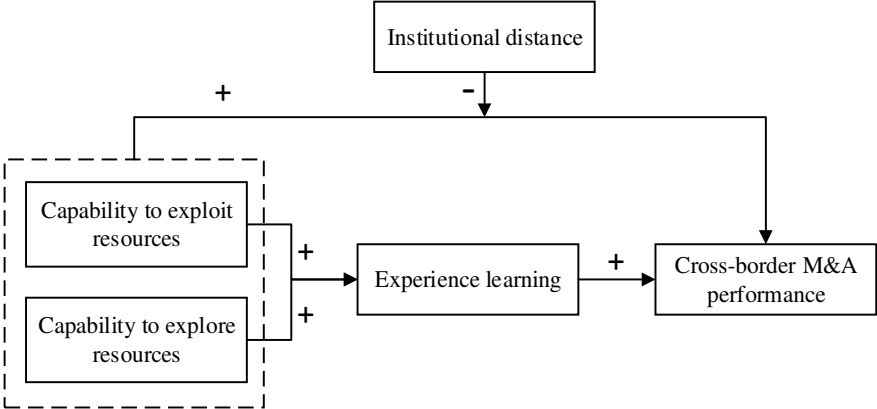 Institutional distance
+
-
Capability to exploit
resources
+
Experience learning
+
Cross-border M&A
performance
+
Capability to explore
resources